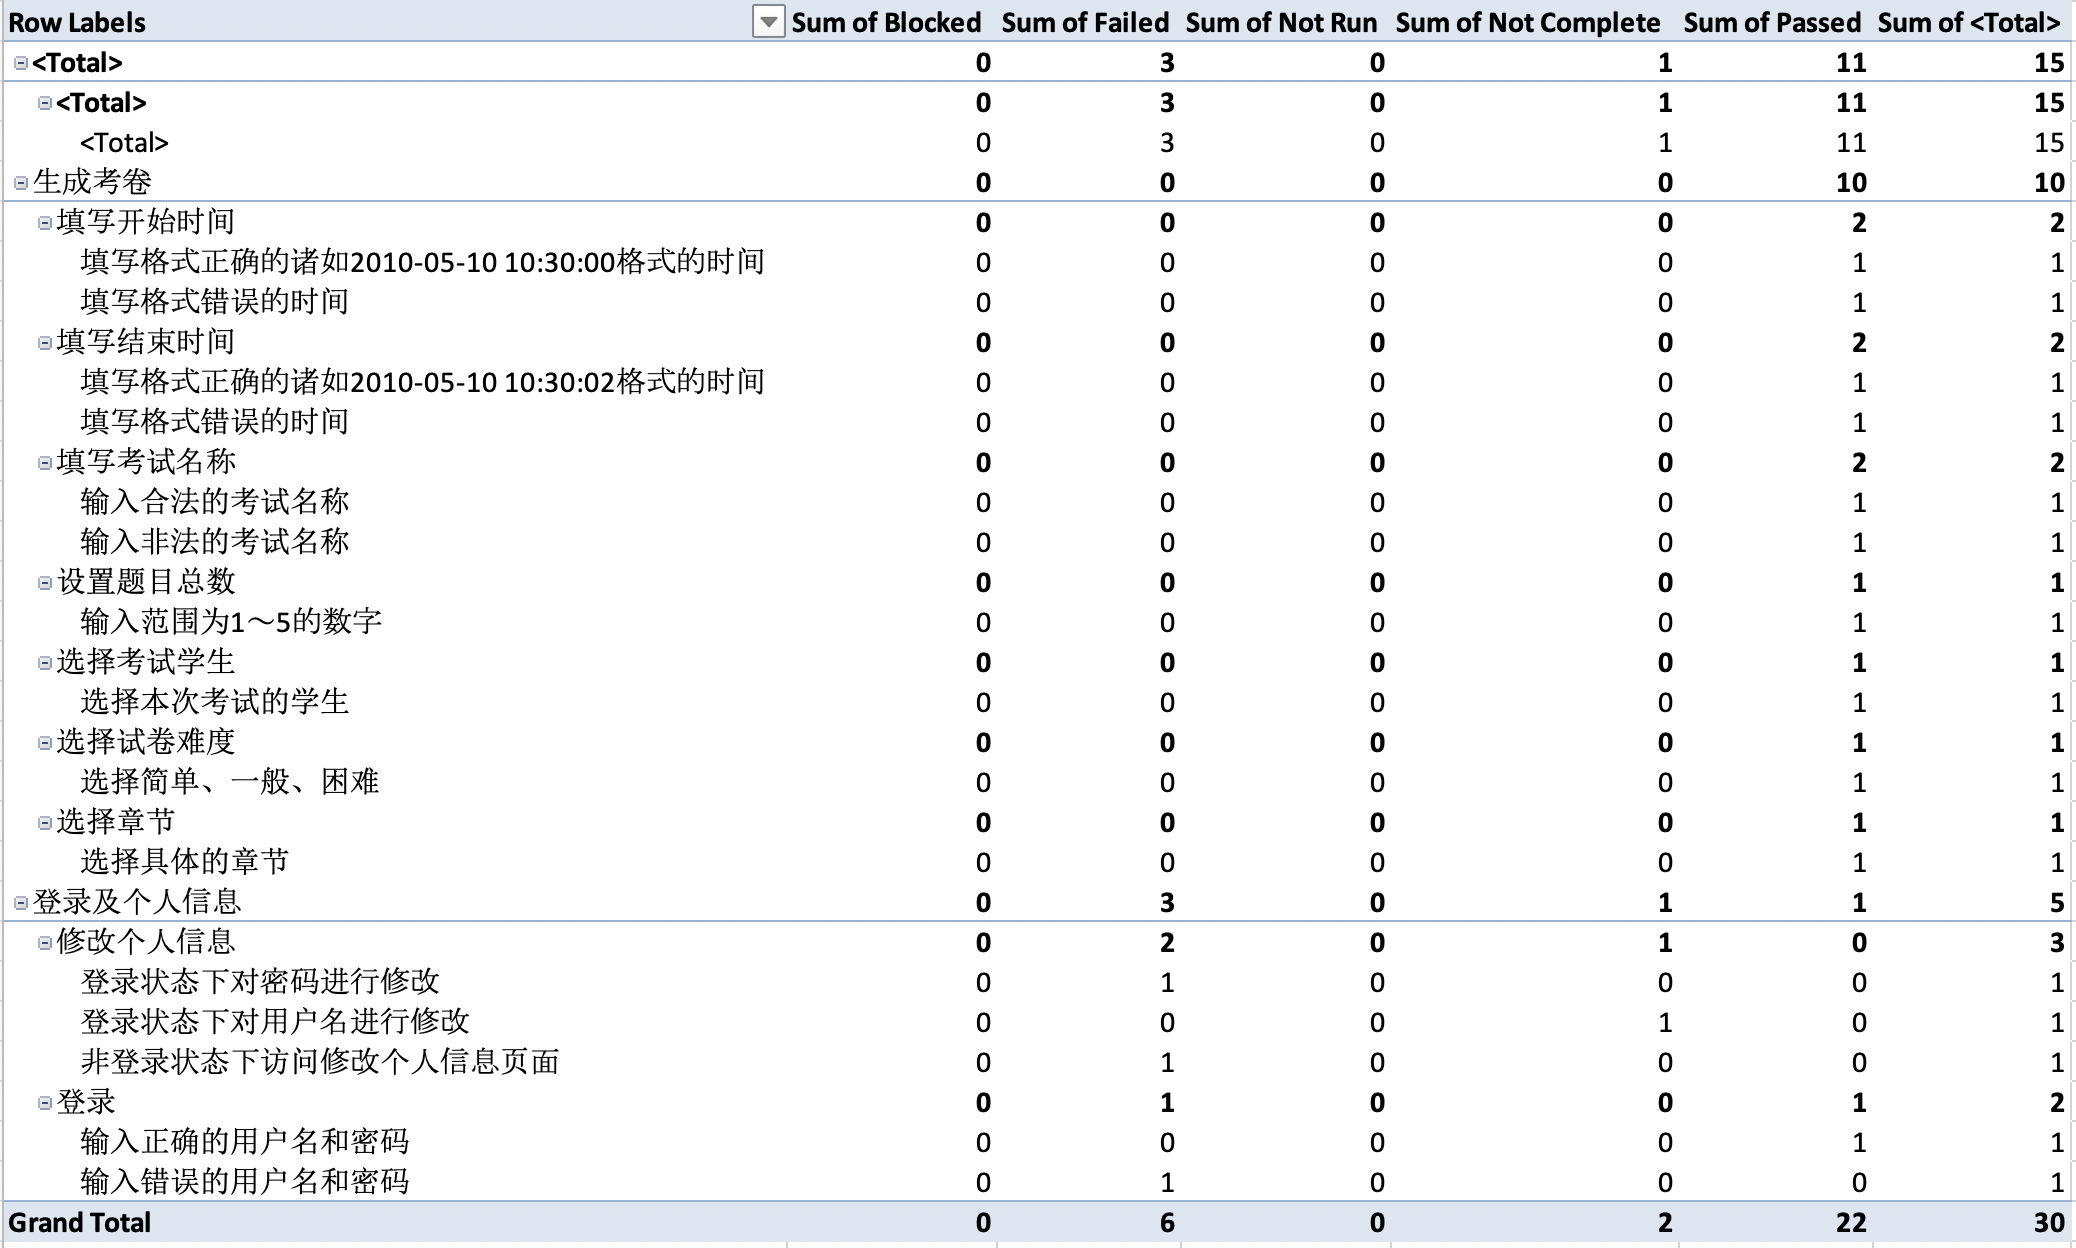 Row Labels Sum of Blocked Sum of Failed Sum of Not Run Sum of Not Complete Sum of Passed Sum of <Total>
<Total> 0 3 0 1 11 15
<Total> 0 3 0 1 11 15
<Total> 0 3 0 1 11 15
生成考卷 0 0 0 0 10 10
填写开始时间 0 0 0 0 2 2
填写格式正确的诸如2010-05-10 10:30:00格式的时间 0 0 0 0 1 1
填写格式错误的时间 0 0 0 0 1 1
填写结束时间 0 0 0 0 2 2
填写格式正确的诸如2010-05-10 10:30:02格式的时间 0 0 0 0 1 1
填写格式错误的时间 0 0 0 0 1 1
填写考试名称 0 0 0 0 2 2
输入合法的考试名称 0 0 0 0 1 1
输入非法的考试名称 0 0 0 0 1 1
设置题目总数 0 0 0 0 1 1
输入范围为1～5的数字 0 0 0 0 1 1
选择考试学生 0 0 0 0 1 1
选择本次考试的学生 0 0 0 0 1 1
选择试卷难度 0 0 0 0 1 1
选择简单、一般、困难 0 0 0 0 1 1
选择章节 0 0 0 0 1 1
选择具体的章节 0 0 0 0 1 1
登录及个人信息 0 3 0 1 1 5
修改个人信息 0 2 0 1 0 3
登录状态下对密码进行修改 0 1 0 0 0 1
登录状态下对用户名进行修改 0 0 0 1 0 1
非登录状态下访问修改个人信息页面 0 1 0 0 0 1
登录 0 1 0 0 1 2
输入正确的用户名和密码 0 0 0 0 1 1
输入错误的用户名和密码 0 1 0 0 0 1
Grand Total 0 6 0 2 22 30